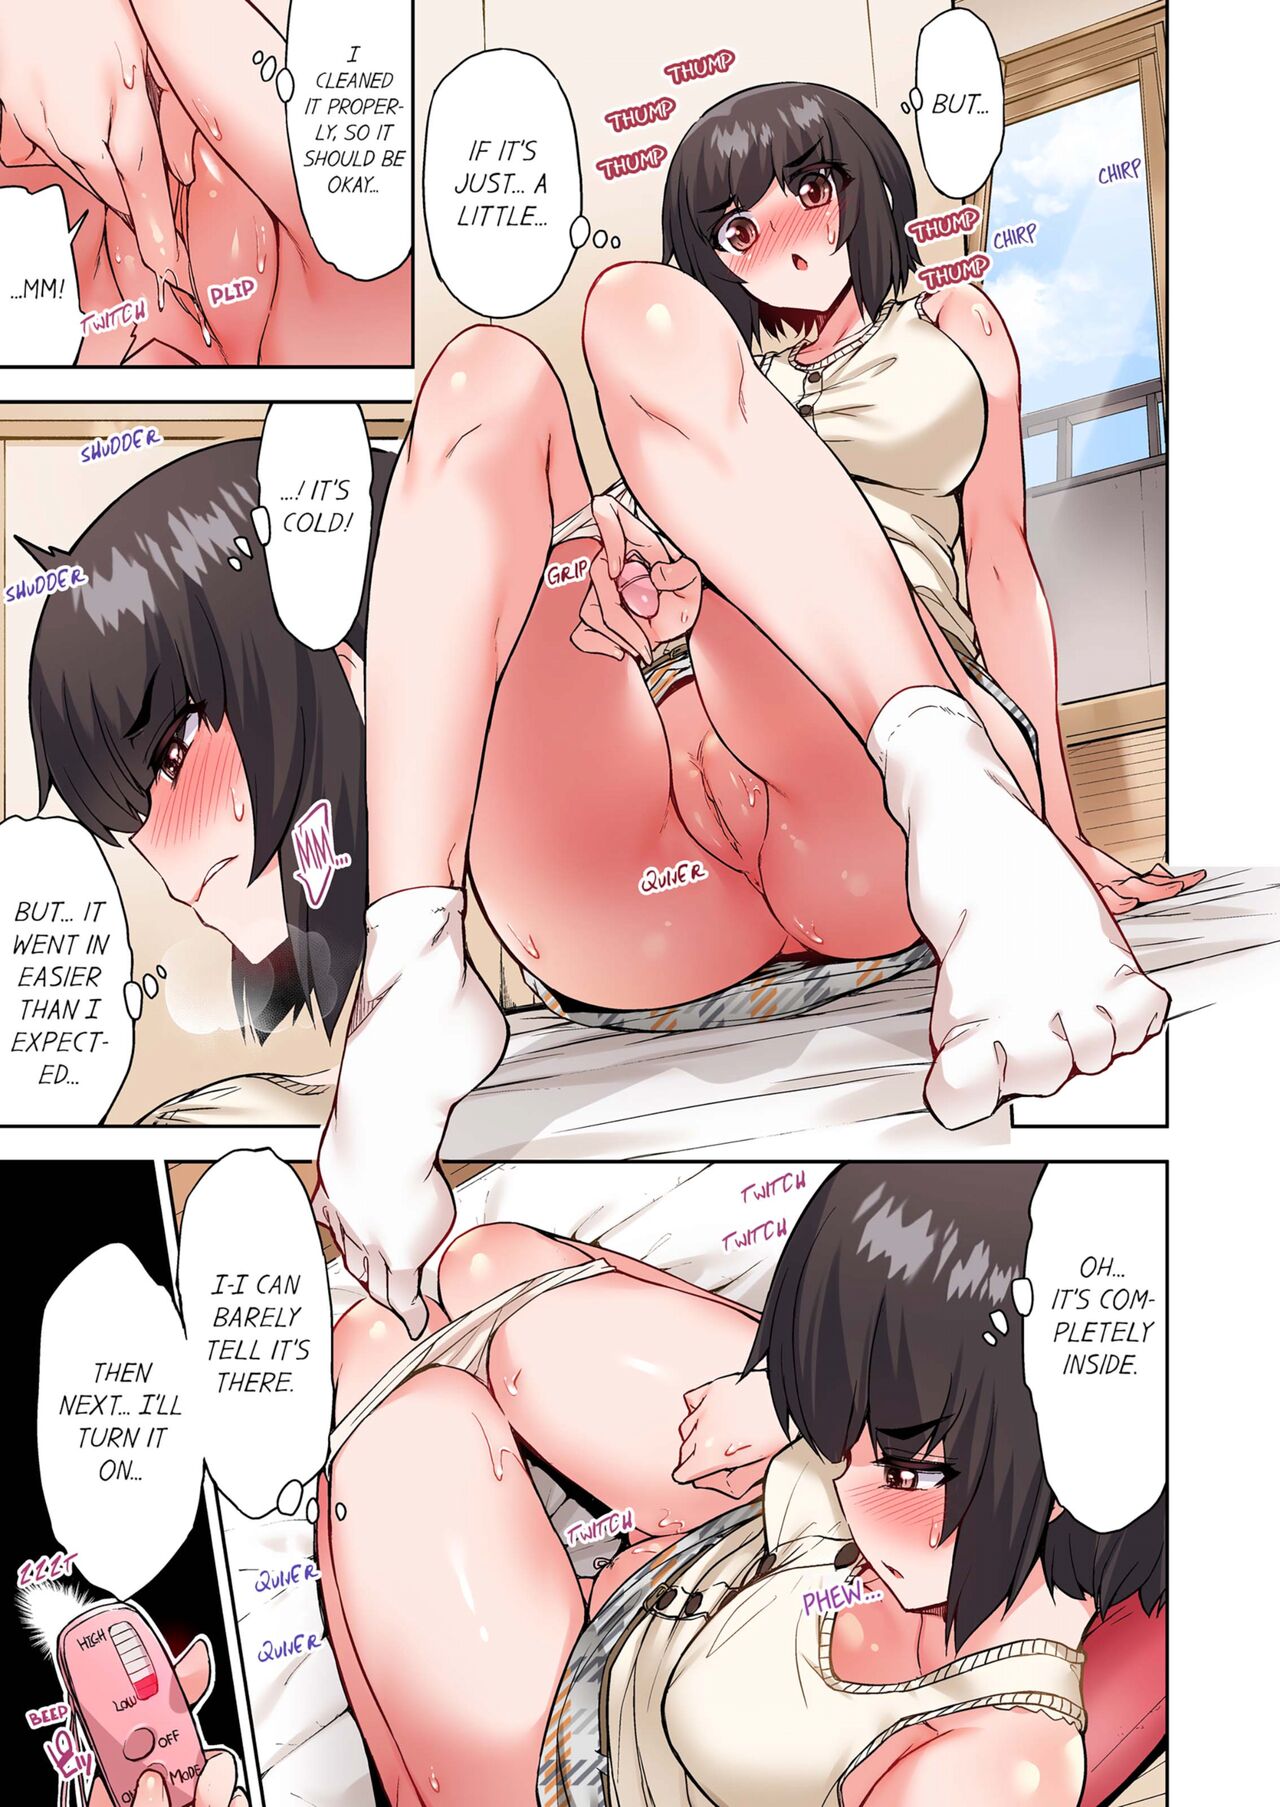 BUT...
THUMP
THUMP
THUMP
IF IT'S
JUST... A
LITTLE...
CHIRP
CHIRP
THUMP
THUMP
GRIP
QUIVER
I
CLEANED
IT PROPER-
LY, SO IT
SHOULD BE
OKAY...
...MM!
TWITCH
PLIP
SHUDDER
...! IT'S
COLD!
SHUDDER
MM...
BUT... IT
WENT IN
EASIER
THAN I
EXPECT-
ED...
TWITCH
TWITCH
OH...
IT'S COM-
PLETELY
INSIDE.
I-I CAN
BARELY
TELL IT'S
THERE.
TWITCH
PHEW...
QUIVER
QUIVER
THEN
NEXT... I'LL
TURN IT
ON...
ZZZT
HIGH
LOW
BEEP
OFF
MODE